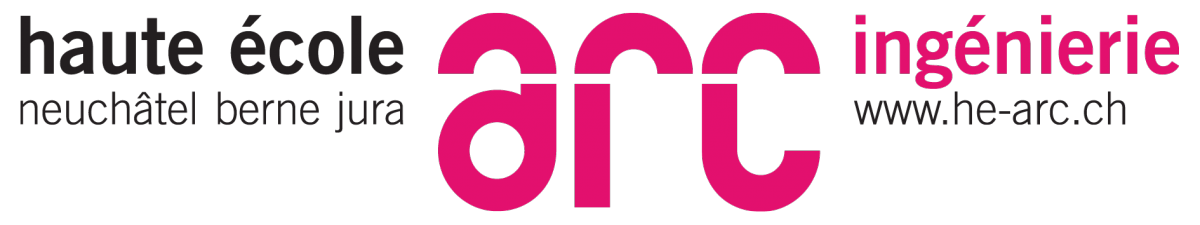 haute école
neuchâtel berne jura
arc
ingénierie
www.he-arc.ch